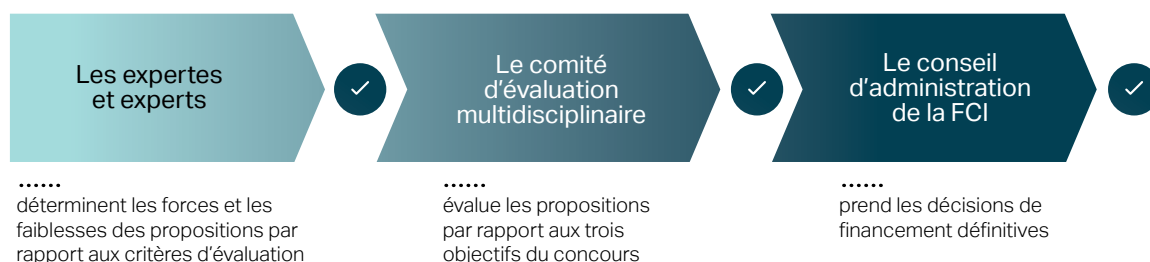 Les expertes
et experts
Le comité
d'évaluation
multidisciplinaire
Le conseil
d'administration
de la FCI
......
déterminent les forces et les
faiblesses des propositions par
rapport aux critères d'évaluation
......
évalue les propositions
par rapport aux trois
objectifs du concours
......
prend les décisions de
financement définitives